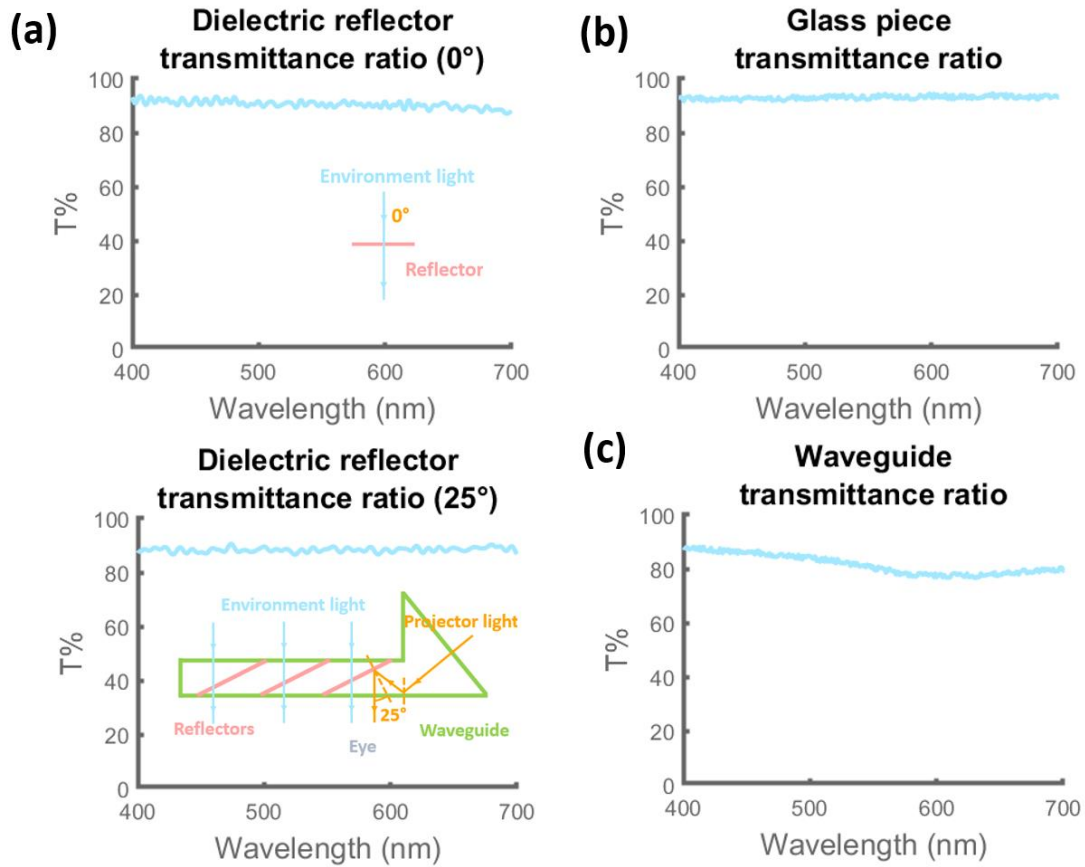 (a)
Dielectric reflector
transmittance ratio (0°)
100
80
60
40
20
0
T%
Environment light
0°
Reflector
400
500
600
700
Wavelength (nm)
(b)
Glass piece
transmittance ratio
100
80
60
40
20
0
T%
400
500
600
700
Wavelength (nm)
Dielectric reflector
transmittance ratio (25°)
100
80
60
40
20
0
T%
Environment light
Projector light
25°
Reflectors
Waveguide
Eye
400
500
600
700
Wavelength (nm)
(c)
Waveguide
transmittance ratio
100
80
60
40
20
0
T%
400
500
600
700
Wavelength (nm)